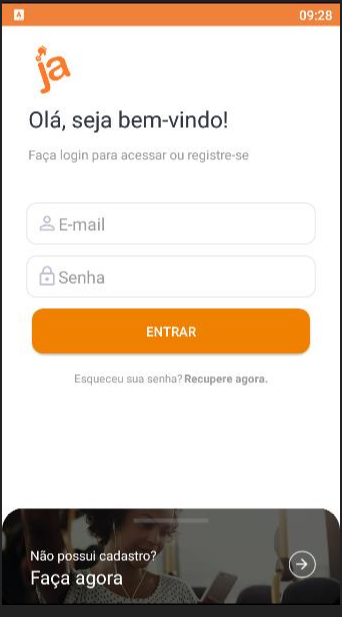 A 09:28
ja
Olá, seja bem-vindo!
Faça login para acessar ou registre-se
E-mail
Senha
ENTRAR
Esqueceu sua senha? Recupere agora.
Não possui cadastro?
Faça agora